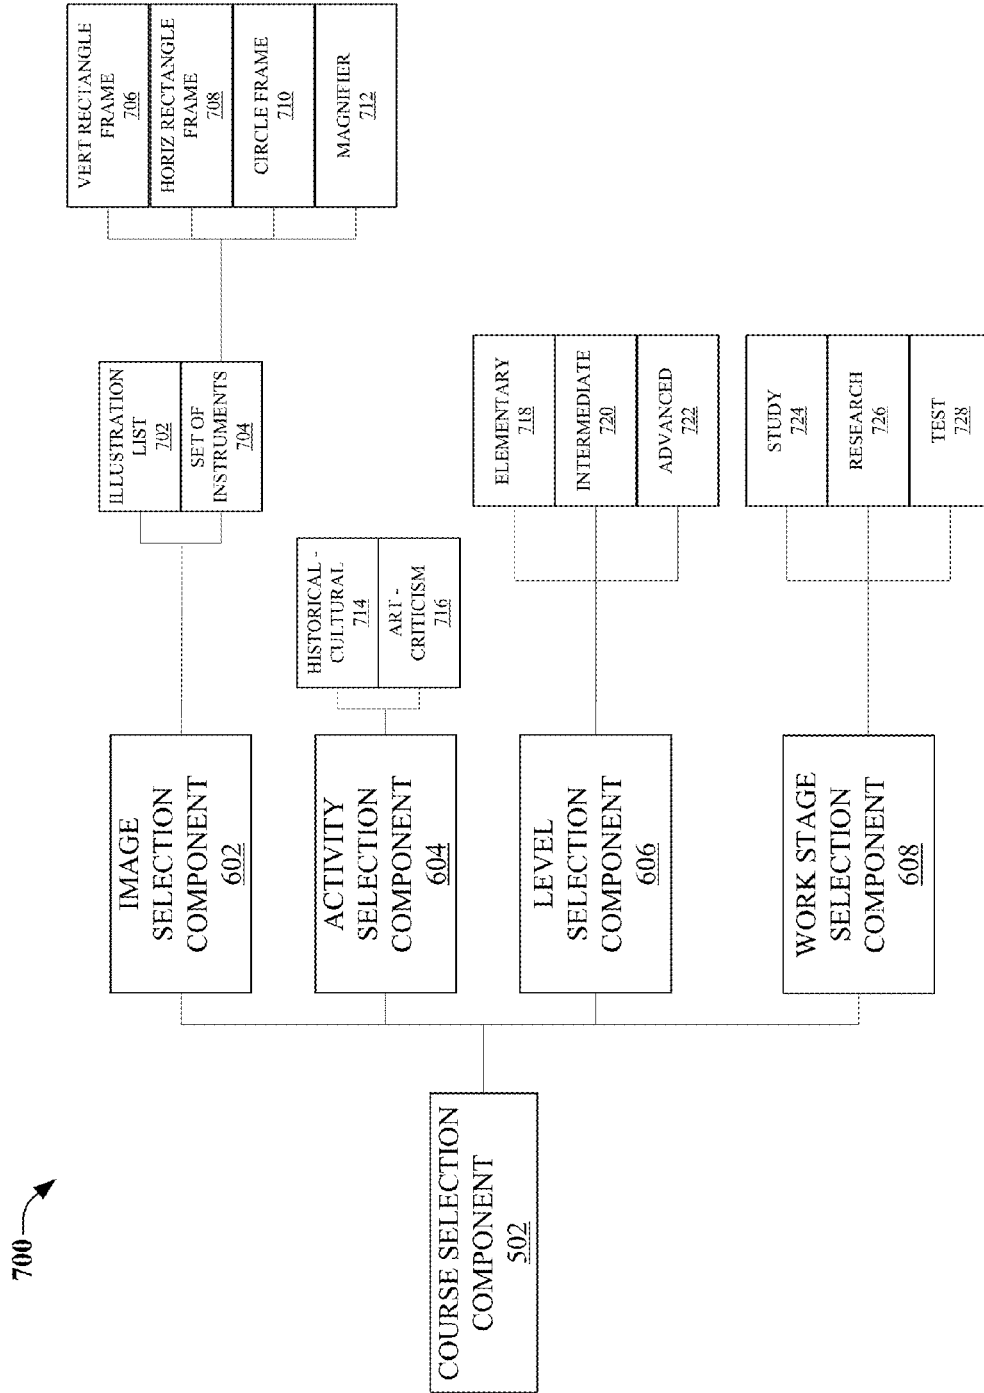 700
COURSE SELECTION
COMPONENT
502
IMAGE
SELECTION
COMPONENT
602
ACTIVITY
SELECTION
COMPONENT
604
LEVEL
SELECTION
COMPONENT
606
WORK STAGE
SELECTION
COMPONENT
608
ILLUSTRATION
LIST
702
SET OF
INSTRUMENTS
704
HISTORICAL -
CULTURAL
714
ART -
CRITICISM
716
ELEMENTARY
718
INTERMEDIATE
720
ADVANCED
722
STUDY
724
RESEARCH
726
TEST
728
VERT RECTANGLE
FRAME
706
HORIZ RECTANGLE
FRAME
708
CIRCLE FRAME
710
MAGNIFIER
712